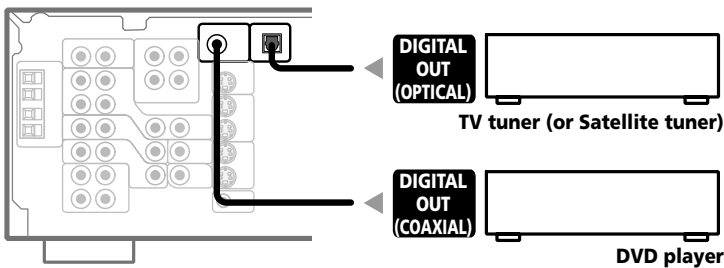 DIGITAL
OUT
(OPTICAL)
TV tuner (or Satellite tuner)
DIGITAL
OUT
(COAXIAL)
DVD player